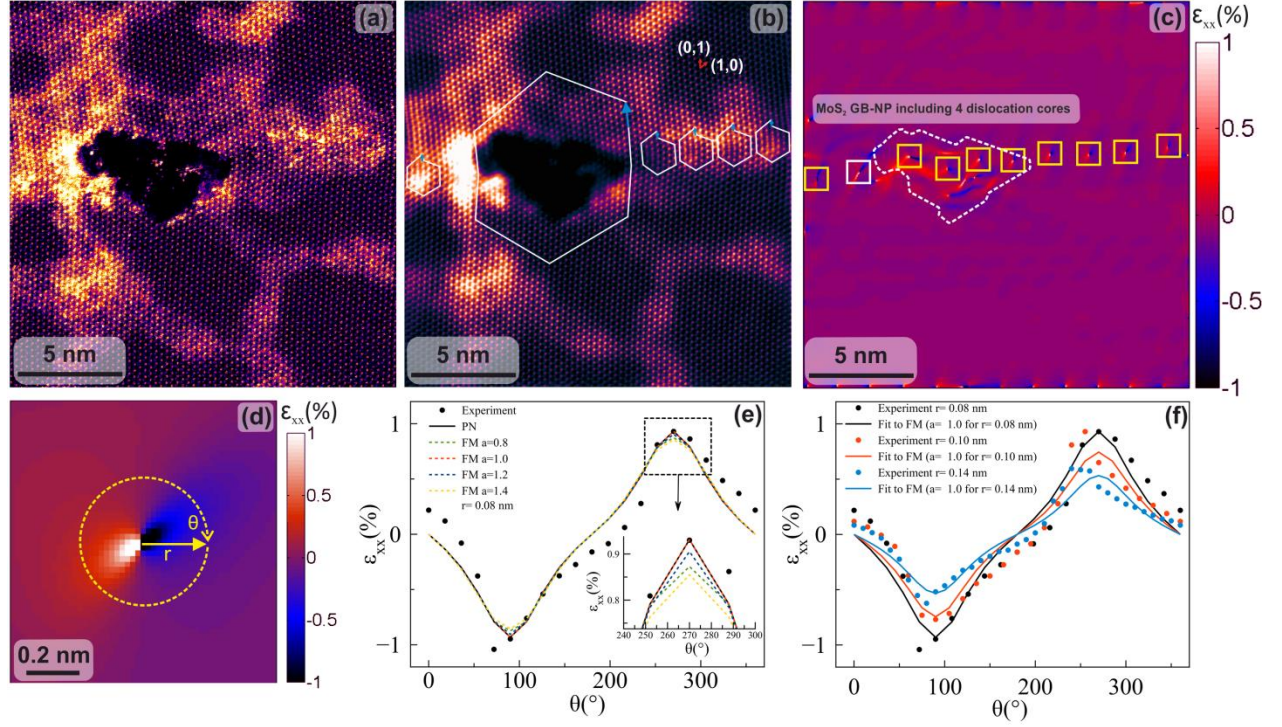 (a)
5 nm
(b)
(0,1)
(1,0)
5 nm
(c)
ε_xx(%)
MoS₂ GB-NP including 4 dislocation cores
5 nm
1
0.5
0
-0.5
-1
(d)
θ
r
0.2 nm
ε_xx(%)
1
0.5
0
-0.5
-1
(e)
Experiment
PN
FM a=0.8
FM a=1.0
FM a=1.2
FM a=1.4
r= 0.08 nm
1
0
−1
ε_xx(%)
0 100 200 300
θ(°)
0.9
0.8
ε_xx(%)
240 250 260 270 280 290 300
θ(°)
(f)
Experiment r= 0.08 nm
Fit to FM (a= 1.0 for r= 0.08 nm)
Experiment r= 0.10 nm
Fit to FM (a= 1.0 for r= 0.10 nm)
Experiment r= 0.14 nm
Fit to FM (a= 1.0 for r= 0.14 nm)
1
0
−1
ε_xx(%)
0 100 200 300
θ(°)